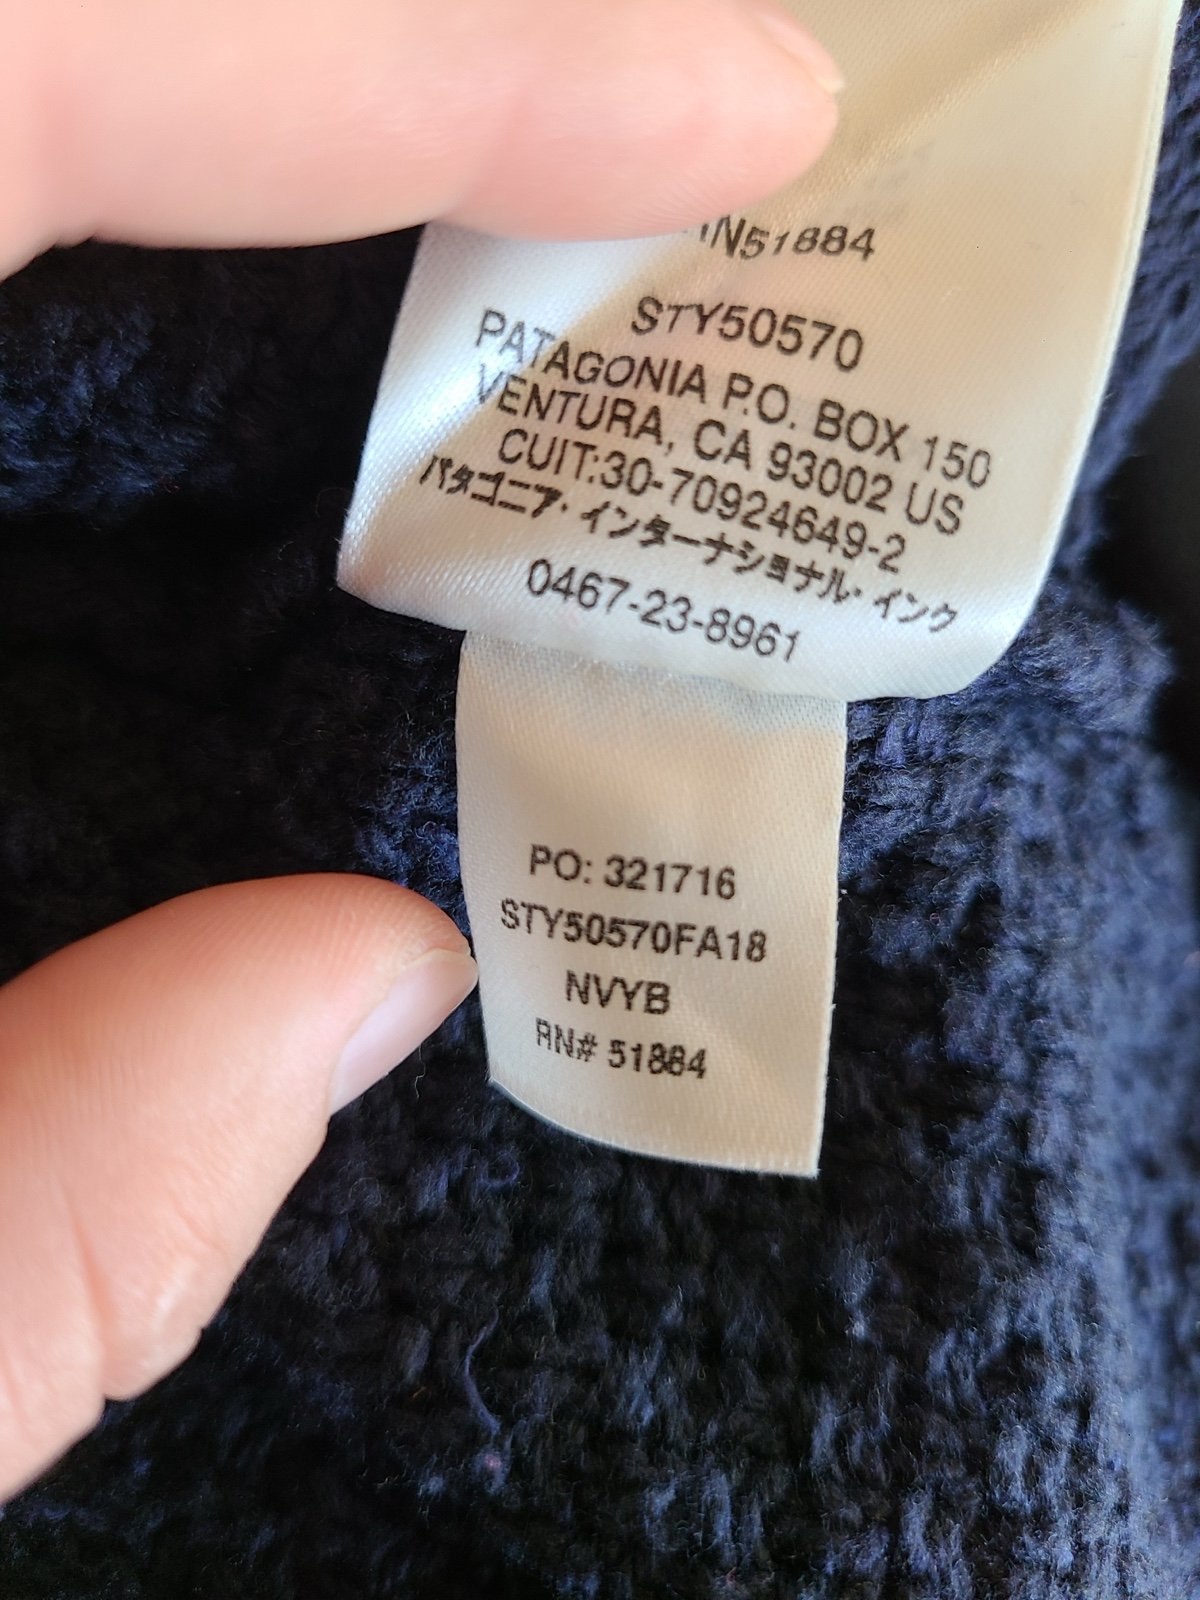 RN51884
STY50570
PATAGONIA P.O. BOX 150
VENTURA, CA 93002 US
CUIT:30-70924649-2
パタゴニア・インターナショナル・インク
0467-23-8961
PO: 321716
STY50570FA18
NVYB
RN# 51884